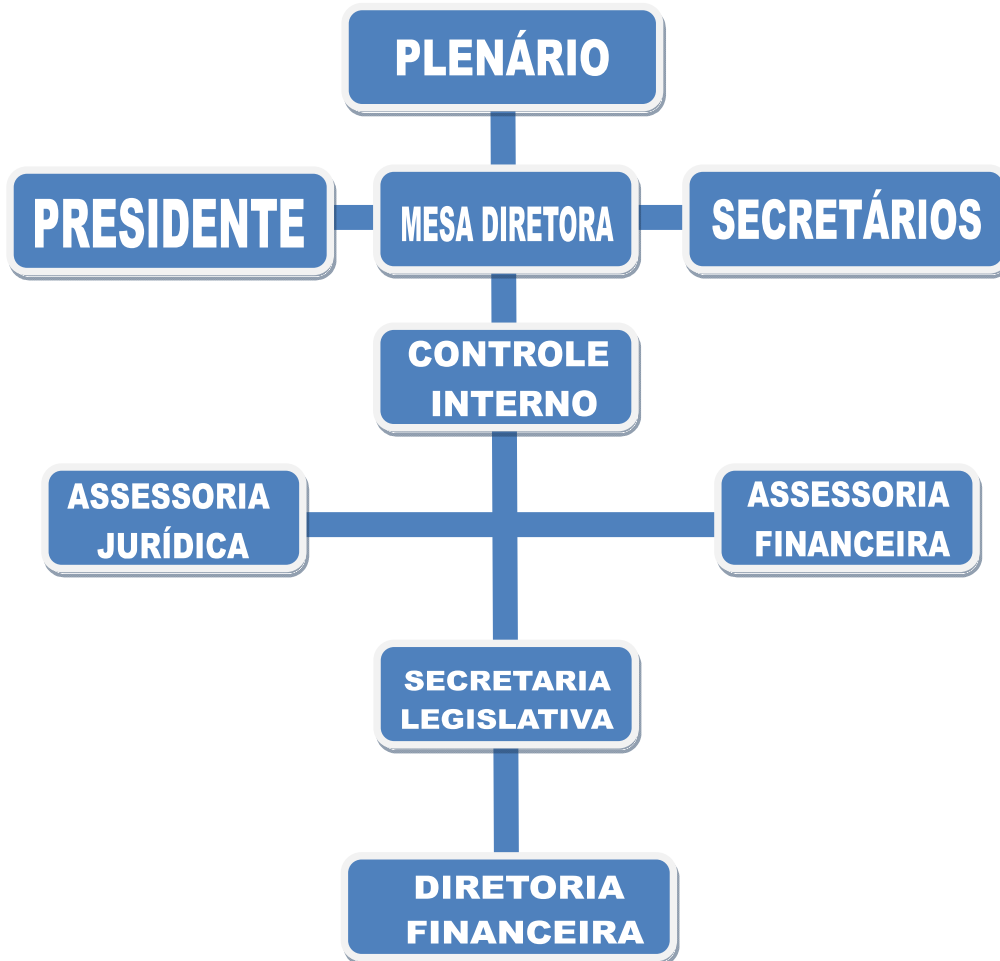 PLENÁRIO
PRESIDENTE
MESA DIRETORA
SECRETÁRIOS
CONTROLE
INTERNO
ASSESSORIA
JURÍDICA
ASSESSORIA
FINANCEIRA
SECRETARIA
LEGISLATIVA
DIRETORIA
FINANCEIRA